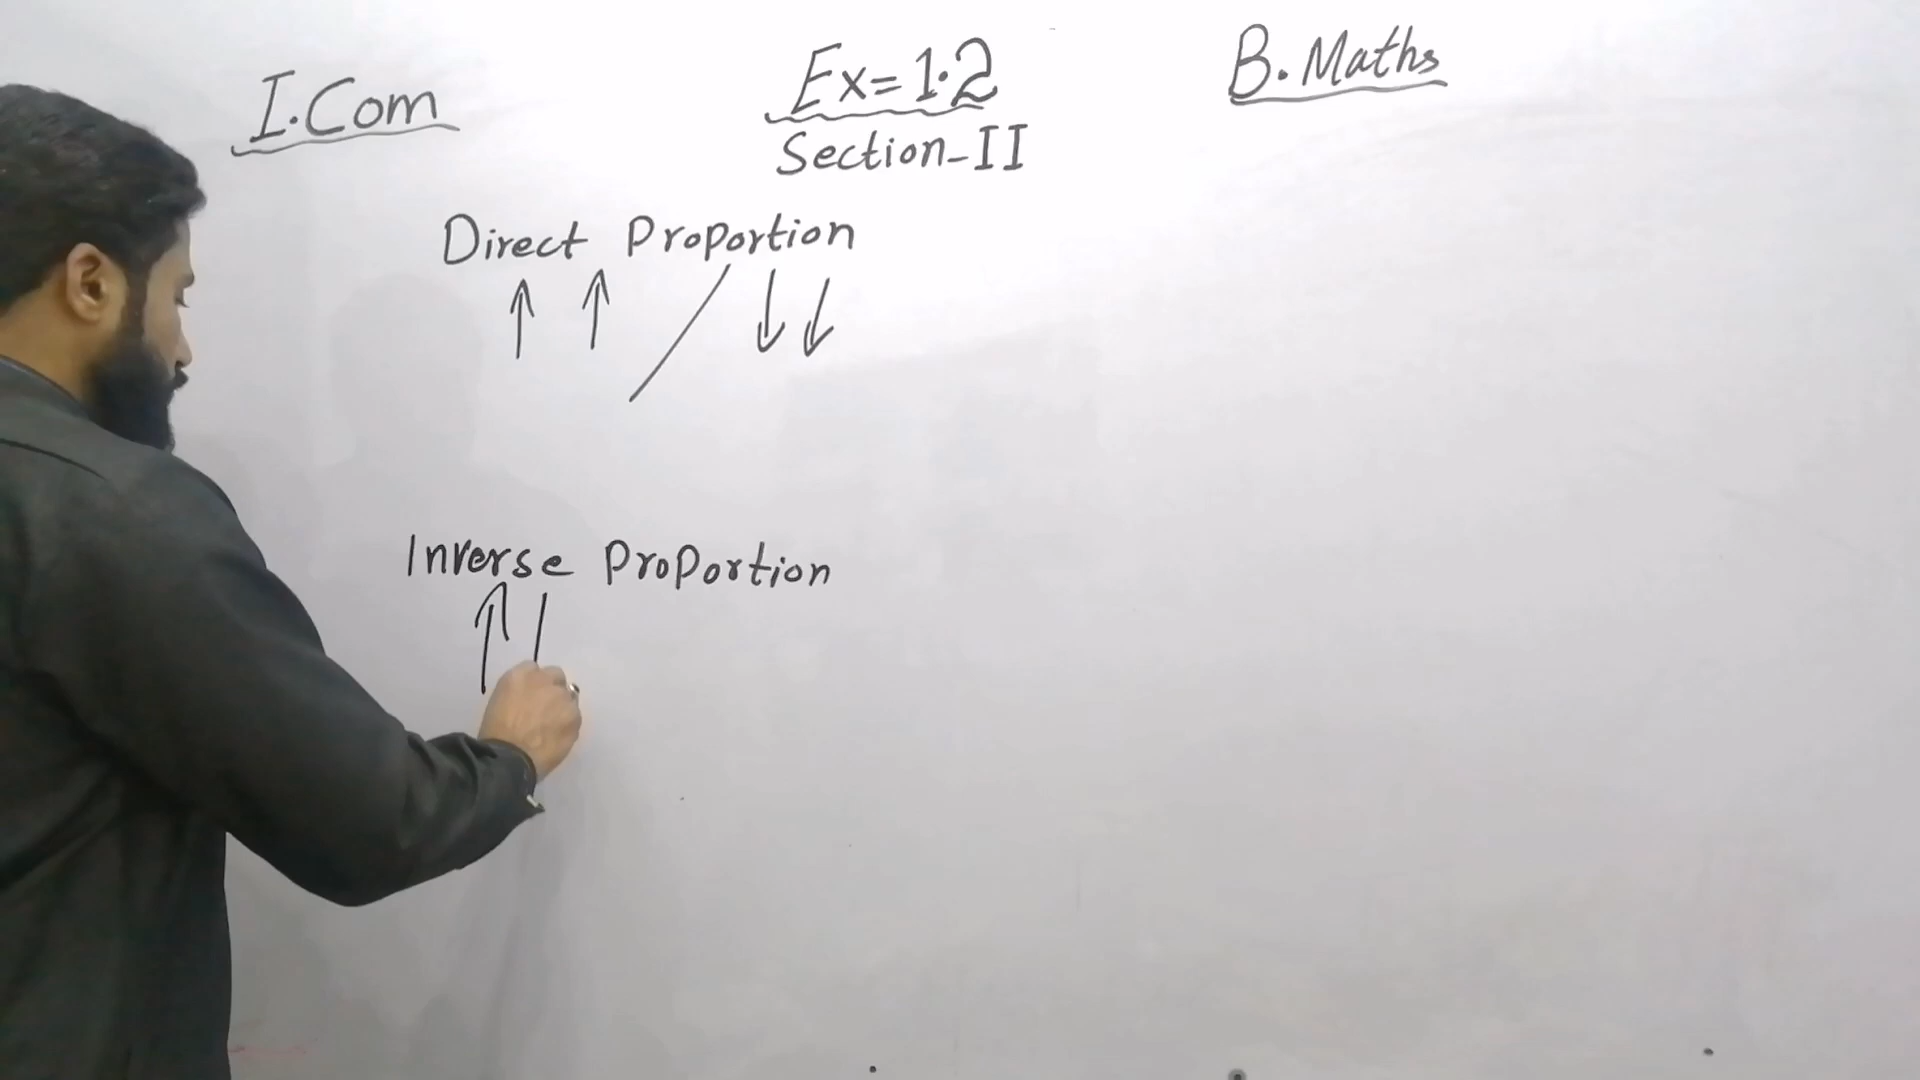 I.Com
Ex=1.2
B.Maths
Section-II
Direct Proportion
Inverse Proportion